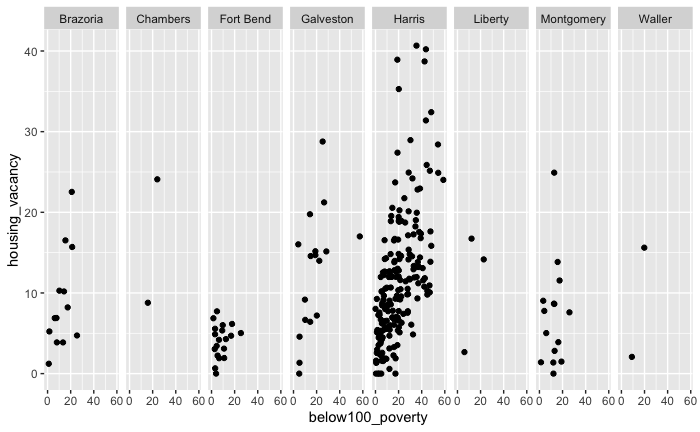 Brazoria Chambers Fort Bend Galveston Harris Liberty Montgomery Waller
40
30
20
10
0
housing_vacancy
0 20 40 60 0 20 40 60 0 20 40 60 0 20 40 60 0 20 40 60 0 20 40 60 0 20 40 60 0 20 40 60
below100_poverty